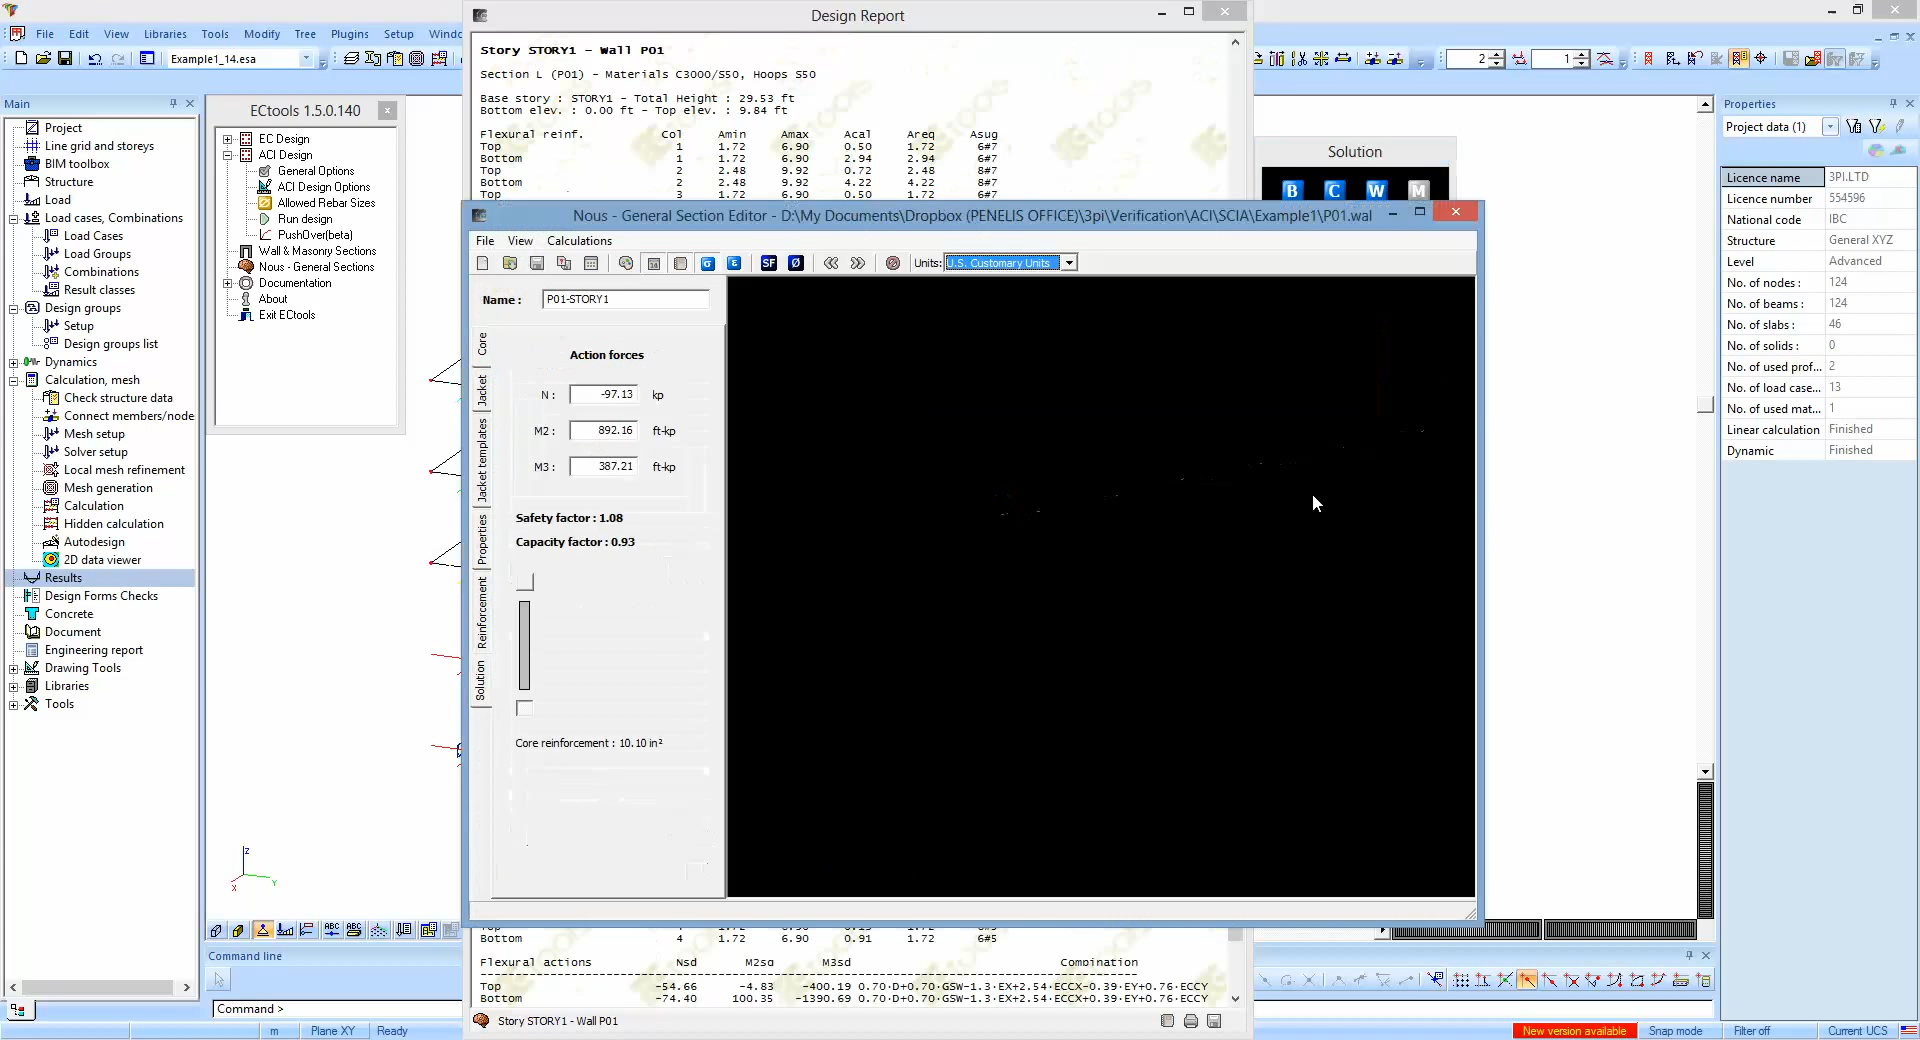 Design Report
File Edit View Libraries Tools Modify Tree Plugins Setup Windo
Example1_14.esa
2
1
Main
Project
Line grid and storeys
BIM toolbox
Structure
Load
Load cases, Combinations
Load Cases
Load Groups
Combinations
Result classes
Design groups
Setup
Design groups list
Dynamics
Calculation, mesh
Check structure data
Connect members/node
Mesh setup
Solver setup
Local mesh refinement
Mesh generation
Calculation
Hidden calculation
Autodesign
2D data viewer
Results
Design Forms Checks
Concrete
Document
Engineering report
Drawing Tools
Libraries
Tools
ECtools 1.5.0.140
EC Design
ACI Design
General Options
ACI Design Options
Allowed Rebar Sizes
Run design
PushOver(beta)
Wall & Masonry Sections
Nous - General Sections
Documentation
About
Exit ECtools
Story STORY1 - Wall P01
Section L (P01) - Materials C3000/S50, Hoops S50
Base story : STORY1 - Total Height : 29.53 ft
Bottom elev. : 0.00 ft - Top elev. : 9.84 ft
Flexural reinf. Col Amin Amax Acal Areq Asug
Top 1 1.72 6.90 0.50 1.72 6#7
Bottom 1 1.72 6.90 2.94 2.94 6#7
Top 2 2.48 9.92 0.72 2.48 8#7
Bottom 2 2.48 9.92 4.22 4.22 8#7
Top 3 1.72 6.90 0.50 1.72 6#7
Solution
B C W M
Nous - General Section Editor - D:\My Documents\Dropbox (PENELIS OFFICE)\3pi\Verification\ACI\SCIA\Example1\P01.wal
File View Calculations
σ ε SF Ø
Units: U.S. Customary Units
Name : P01-STORY1
Core
Jacket
Jacket templates
Properties
Reinforcement
Solution
Action forces
N : -97.13 kp
M2 : 892.16 ft-kp
M3 : 387.21 ft-kp
Safety factor : 1.08
Capacity factor : 0.93
Core reinforcement : 10.10 in²
Bottom 4 1.72 6.90 0.91 1.72 6#5
Flexural actions Nsd M2sd M3sd Combination
Top -54.66 -4.83 -400.19 0.70·D+0.70·GSW-1.3·EX+2.54·ECCX-0.39·EY+0.76·ECCY
Bottom -74.40 100.35 -1390.69 0.70·D+0.70·GSW-1.3·EX+2.54·ECCX-0.39·EY+0.76·ECCY
Story STORY1 - Wall P01
Properties
Project data (1)
Licence name 3PI.LTD
Licence number 554596
National code IBC
Structure General XYZ
Level Advanced
No. of nodes : 124
No. of beams : 124
No. of slabs : 46
No. of solids : 0
No. of used prof... 2
No. of load case... 13
No. of used mat... 1
Linear calculation Finished
Dynamic Finished
Z
X
Y
ABC ABC
Command line
Command >
m Plane XY Ready
New version available Snap mode Filter off Current UCS